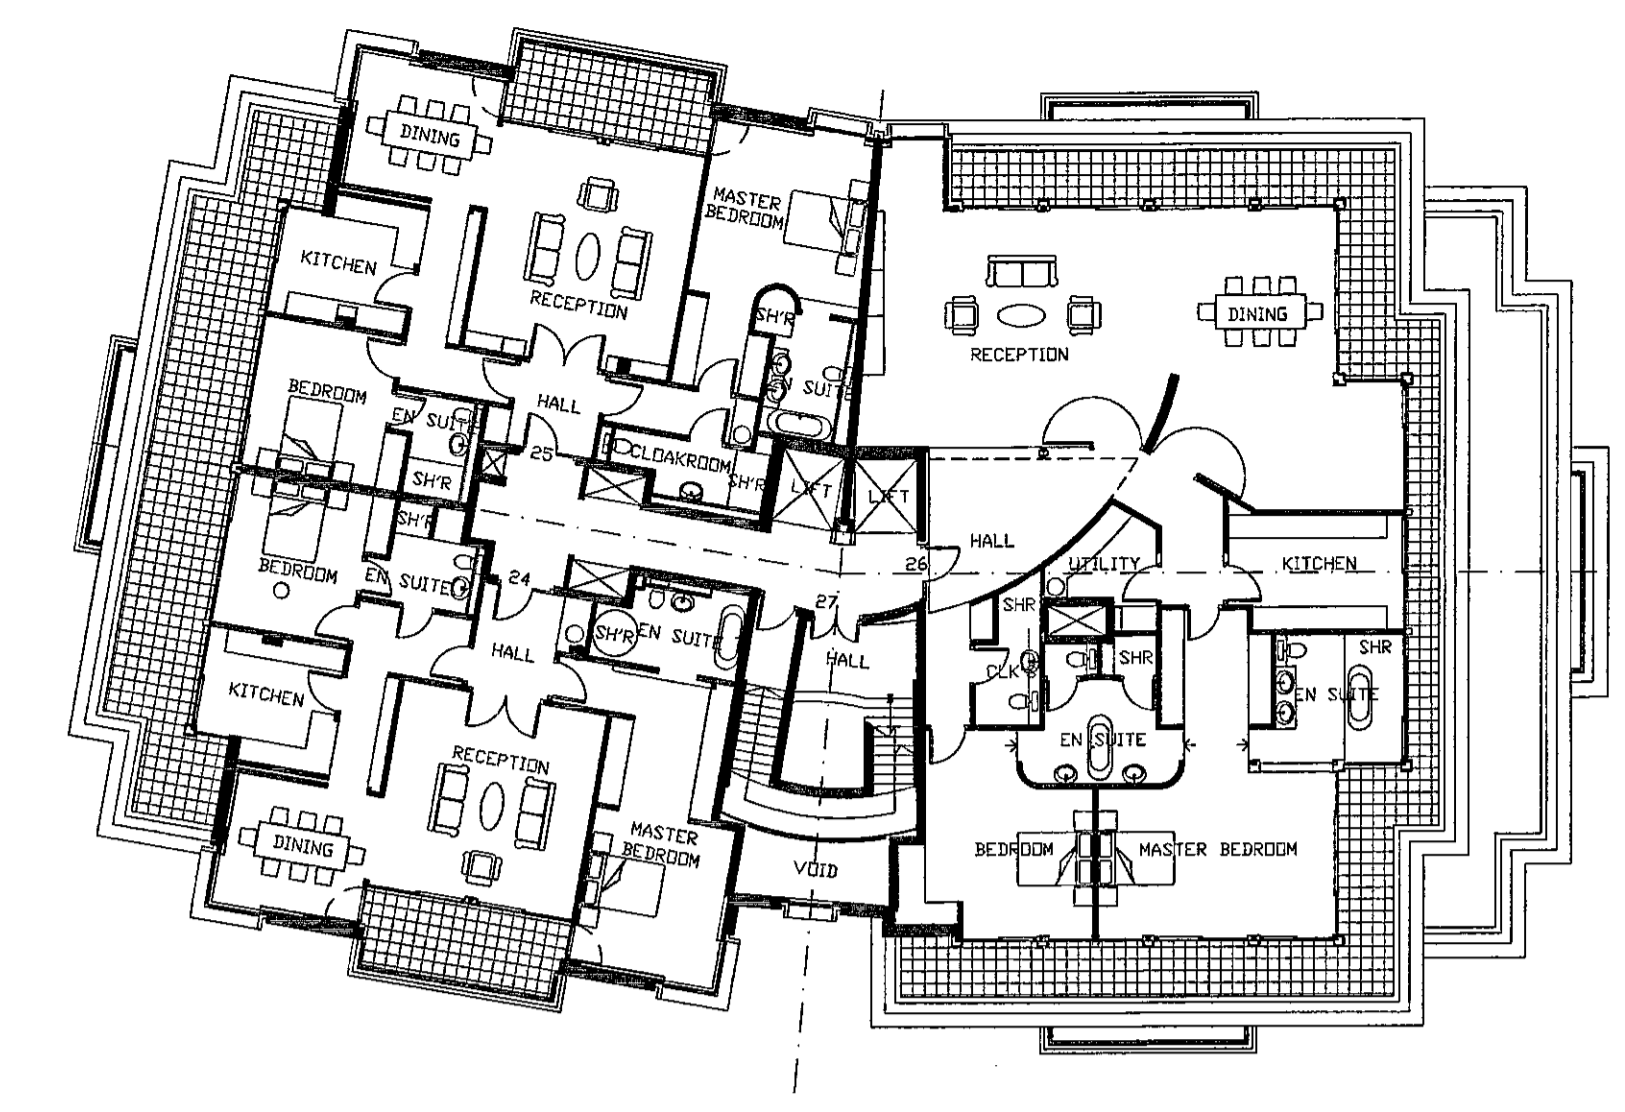 DINING
MASTER
BEDROOM
KITCHEN
RECEPTION
SH'R
DINING
RECEPTION
BEDROOM
EN SUITE
HALL
EN SUITE
25
CLOAKROOM
SH'R
SH'R
LIFT
LIFT
SH'R
HALL
26
UTILITY
KITCHEN
BEDROOM
EN SUITE
24
27
SHR
SH'R
EN SUITE
HALL
HALL
SHR
SHR
CLKS
KITCHEN
EN SUITE
RECEPTION
EN SUITE
DINING
MASTER
BEDROOM
VOID
BEDROOM
MASTER BEDROOM